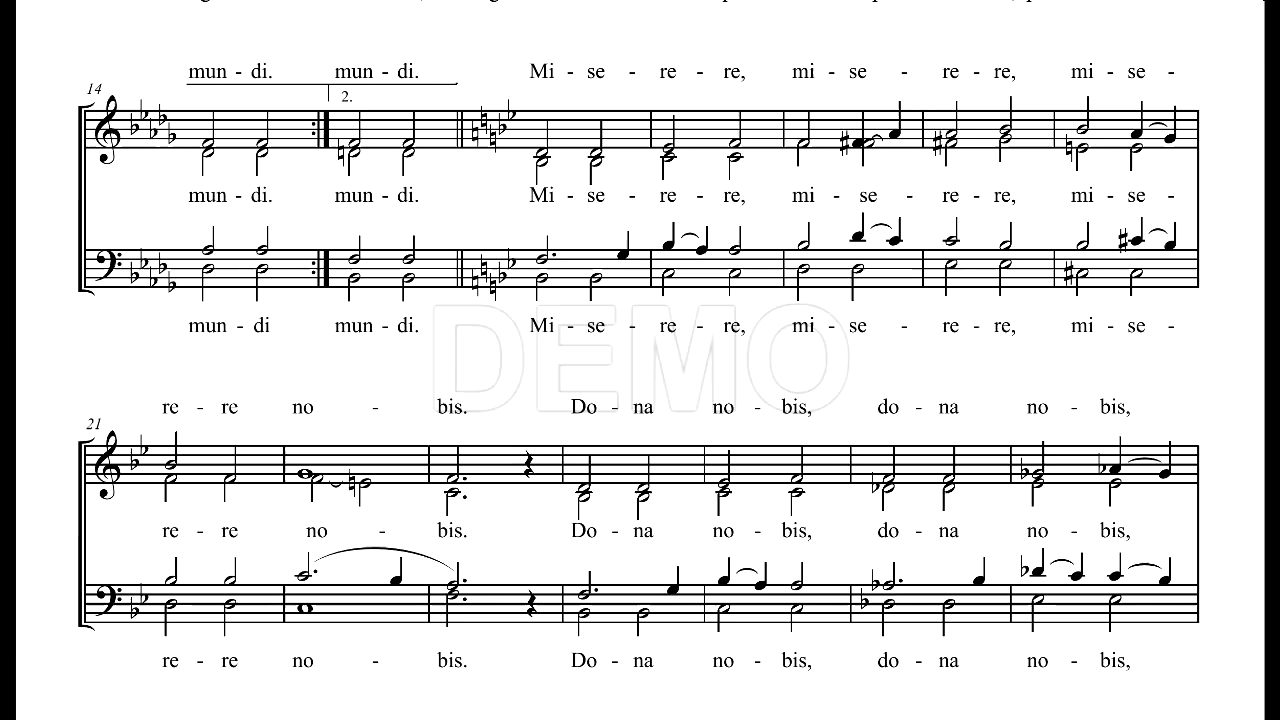 mun - di. mun - di. Mi - se - re - re, mi - se - re - re, mi - se -
14
2.
mun - di. mun - di. Mi - se - re - re, mi - se - re - re, mi - se -
mun - di mun - di. Mi - se - re - re, mi - se - re - re, mi - se -
DEMO
re - re no - bis. Do - na no - bis, do - na no - bis,
21
re - re no - bis. Do - na no - bis, do - na no - bis,
re - re no - bis. Do - na no - bis, do - na no - bis,